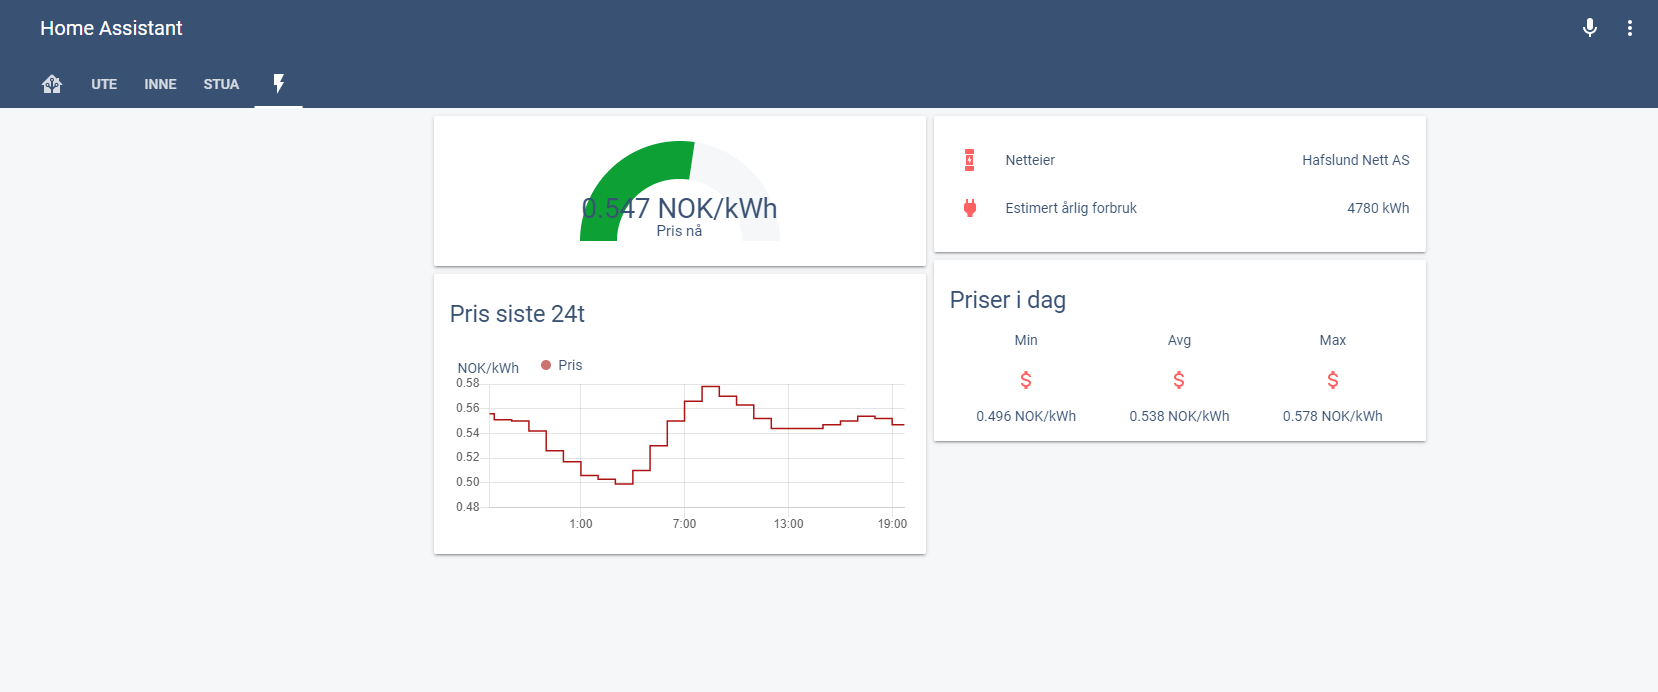 Home Assistant
UTE INNE STUA
0.547 NOK/kWh
Pris nå
Netteier Hafslund Nett AS
Estimert årlig forbruk 4780 kWh
Pris siste 24t
NOK/kWh Pris
0.58
0.56
0.54
0.52
0.50
0.48
1:00 7:00 13:00 19:00
Priser i dag
Min Avg Max
$ $ $
0.496 NOK/kWh 0.538 NOK/kWh 0.578 NOK/kWh